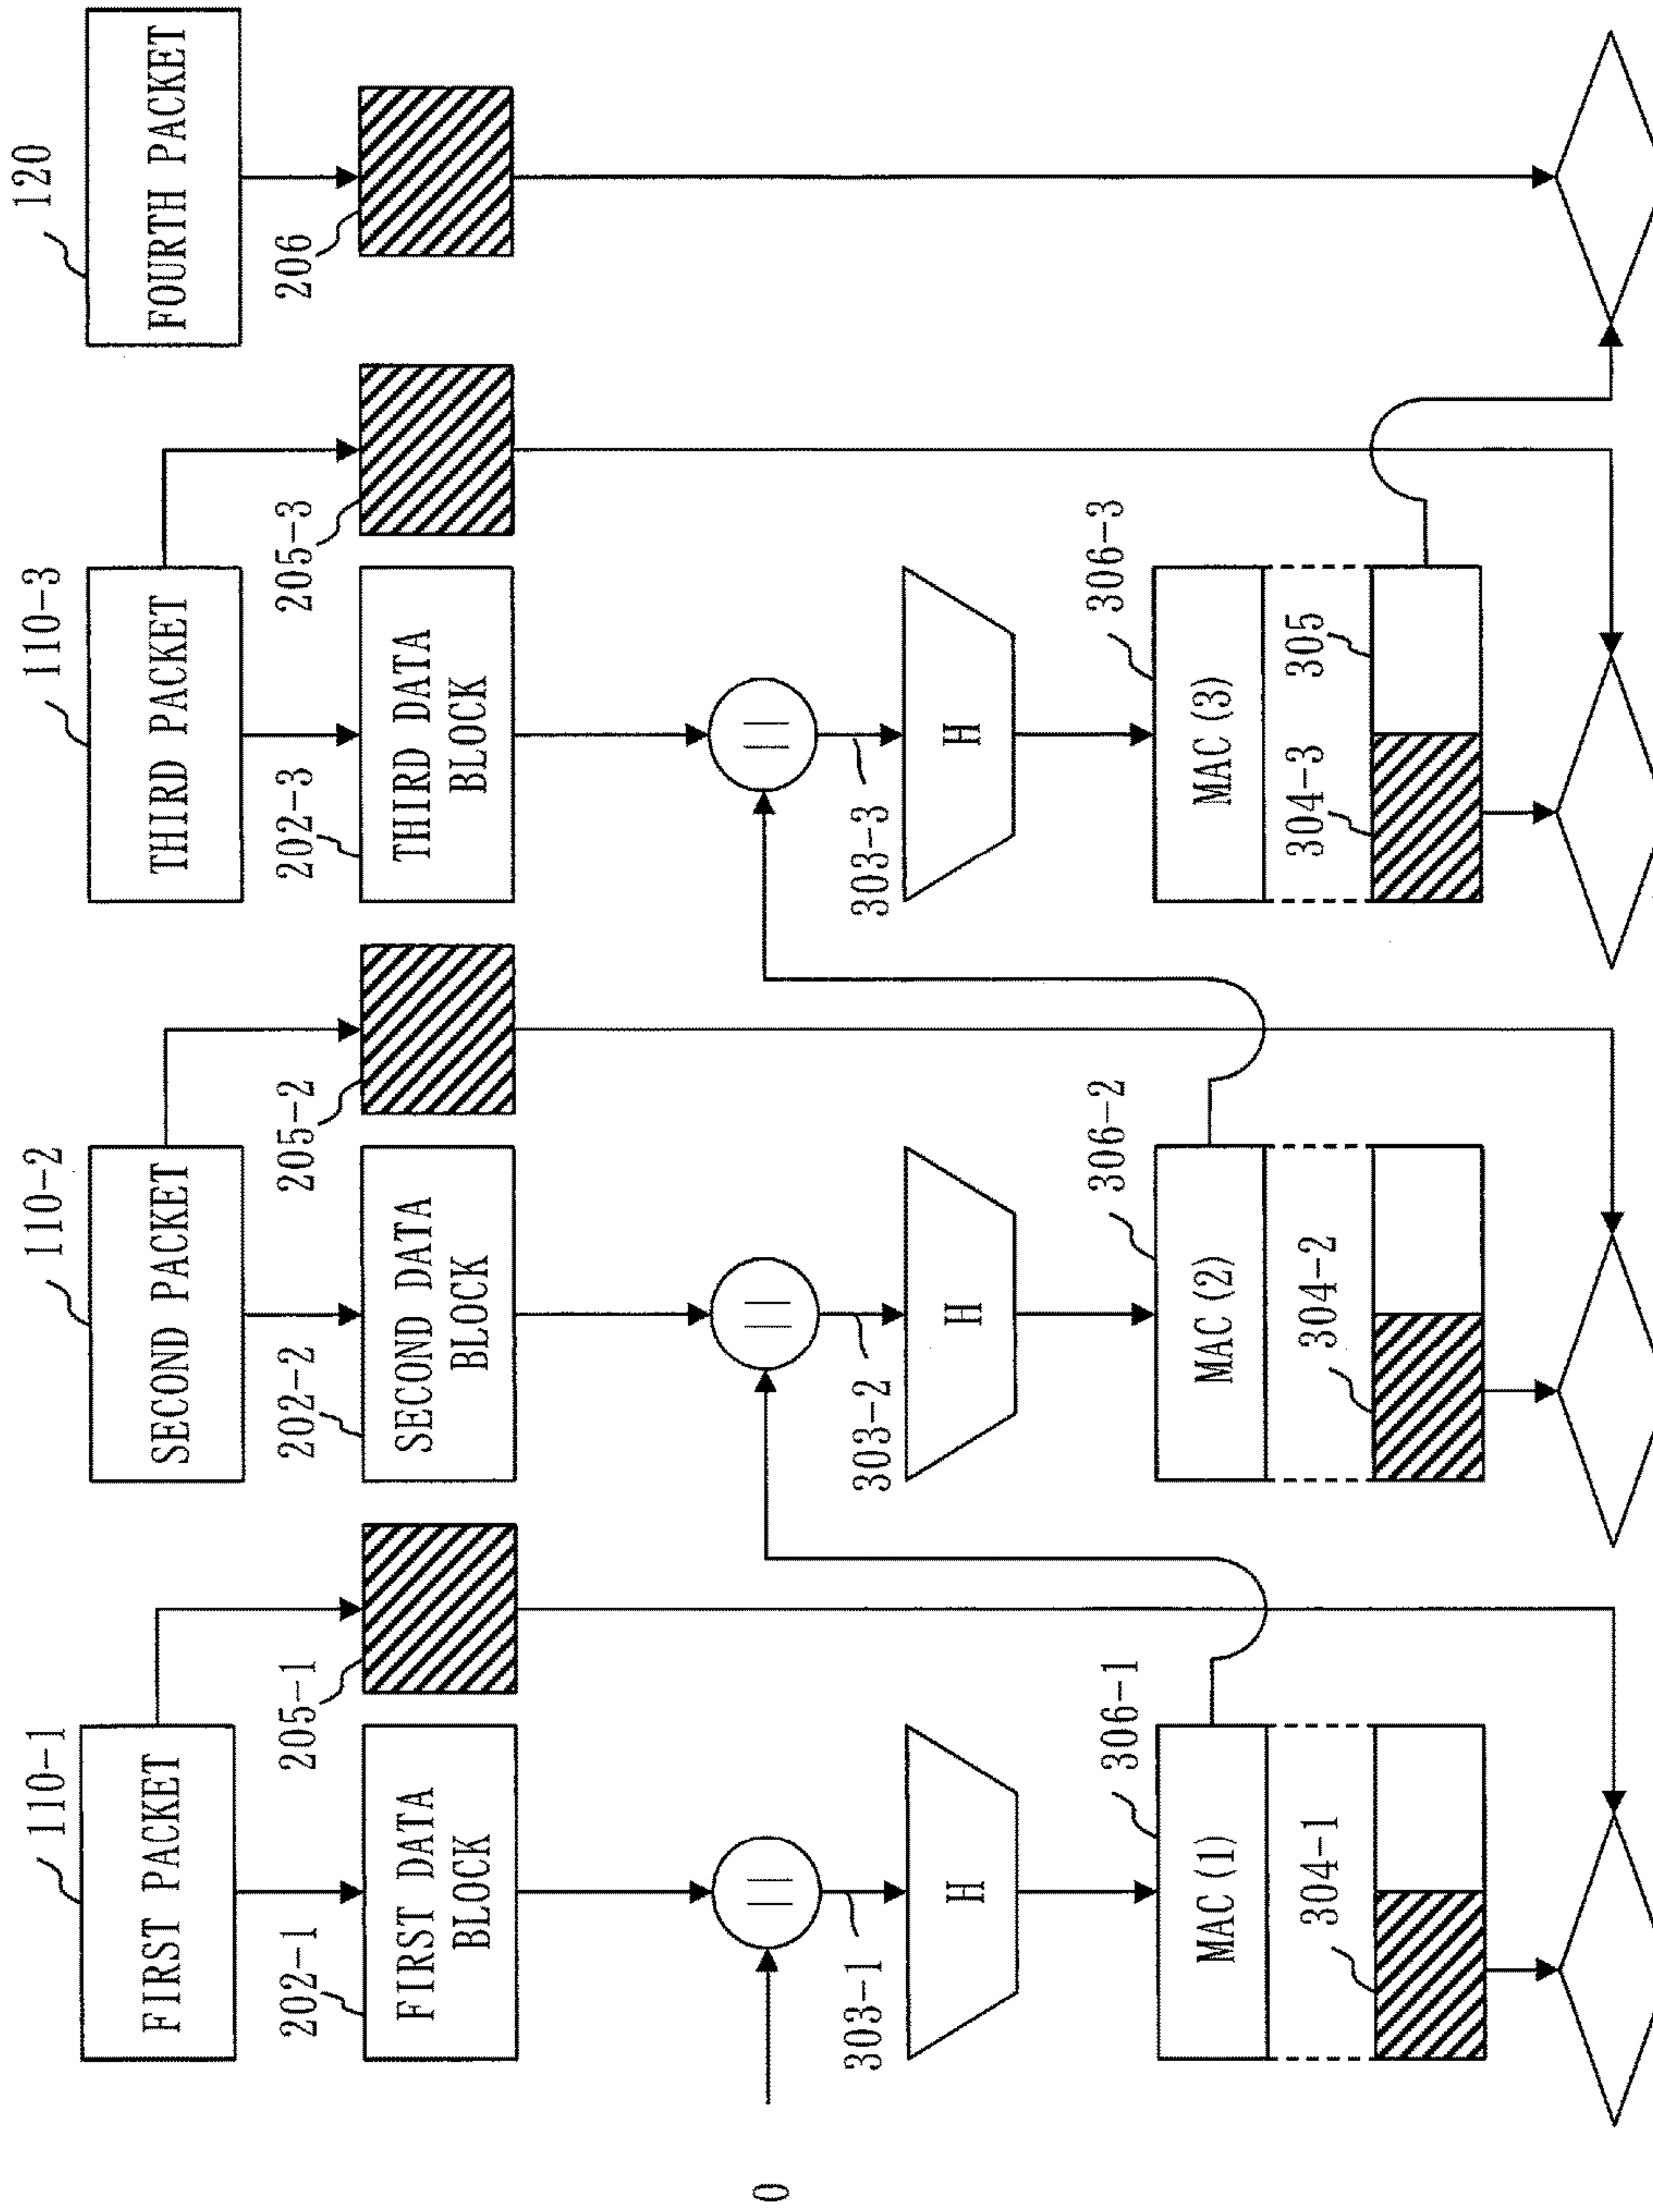 110-1
110-2
110-3
120
FIRST PACKET
SECOND PACKET
THIRD PACKET
FOURTH PACKET
202-1
205-1
202-2
205-2
202-3
205-3
206
FIRST DATA
BLOCK
SECOND DATA
BLOCK
THIRD DATA
BLOCK
0
||
||
||
303-1
303-2
303-3
H
H
H
306-1
306-2
306-3
MAC (1)
MAC (2)
MAC (3)
304-1
304-2
304-3
305